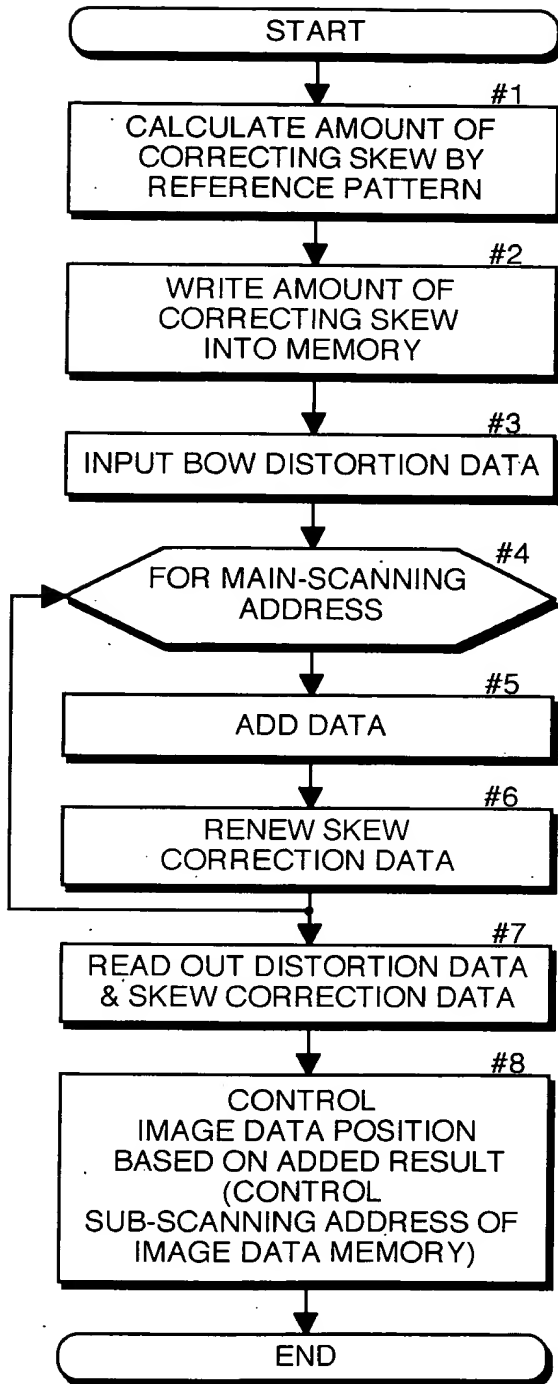 START
#1
CALCULATE AMOUNT OF
CORRECTING SKEW BY
REFERENCE PATTERN
#2
WRITE AMOUNT OF
CORRECTING SKEW
INTO MEMORY
#3
INPUT BOW DISTORTION DATA
#4
FOR MAIN-SCANNING
ADDRESS
#5
ADD DATA
#6
RENEW SKEW
CORRECTION DATA
#7
READ OUT DISTORTION DATA
& SKEW CORRECTION DATA
#8
CONTROL
IMAGE DATA POSITION
BASED ON ADDED RESULT
(CONTROL
SUB-SCANNING ADDRESS OF
IMAGE DATA MEMORY)
END